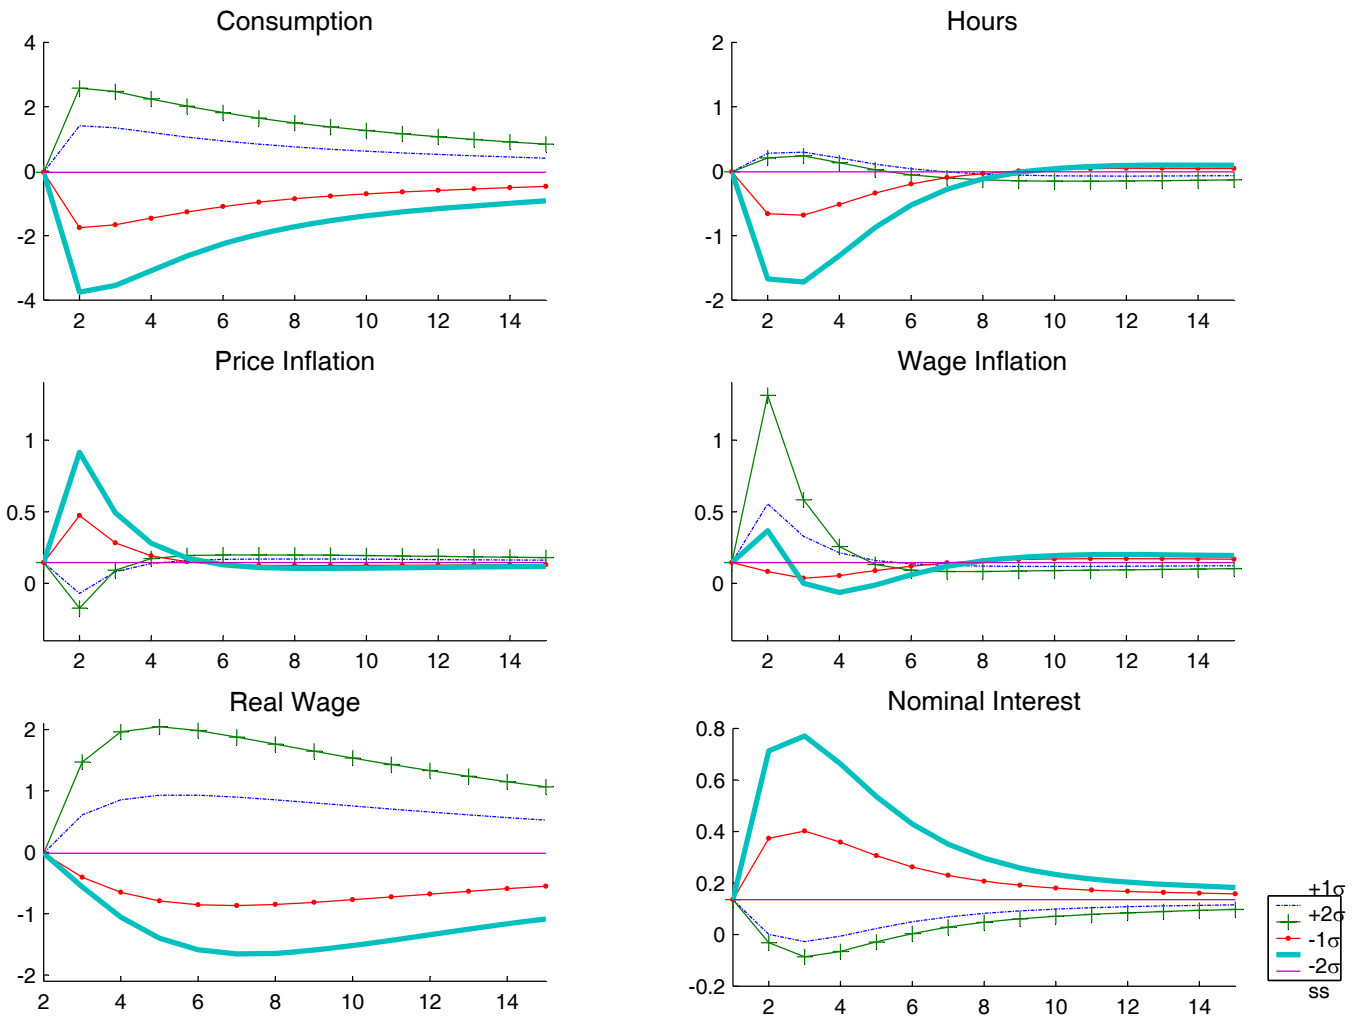 Consumption
4
2
0
-2
-4
2 4 6 8 10 12 14
Hours
2
1
0
-1
-2
2 4 6 8 10 12 14
Price Inflation
1
0.5
0
2 4 6 8 10 12 14
Wage Inflation
1
0.5
0
2 4 6 8 10 12 14
Real Wage
2
1
0
-1
-2
2 4 6 8 10 12 14
Nominal Interest
0.8
0.6
0.4
0.2
0
-0.2
2 4 6 8 10 12 14
+1σ
+2σ
-1σ
-2σ
ss